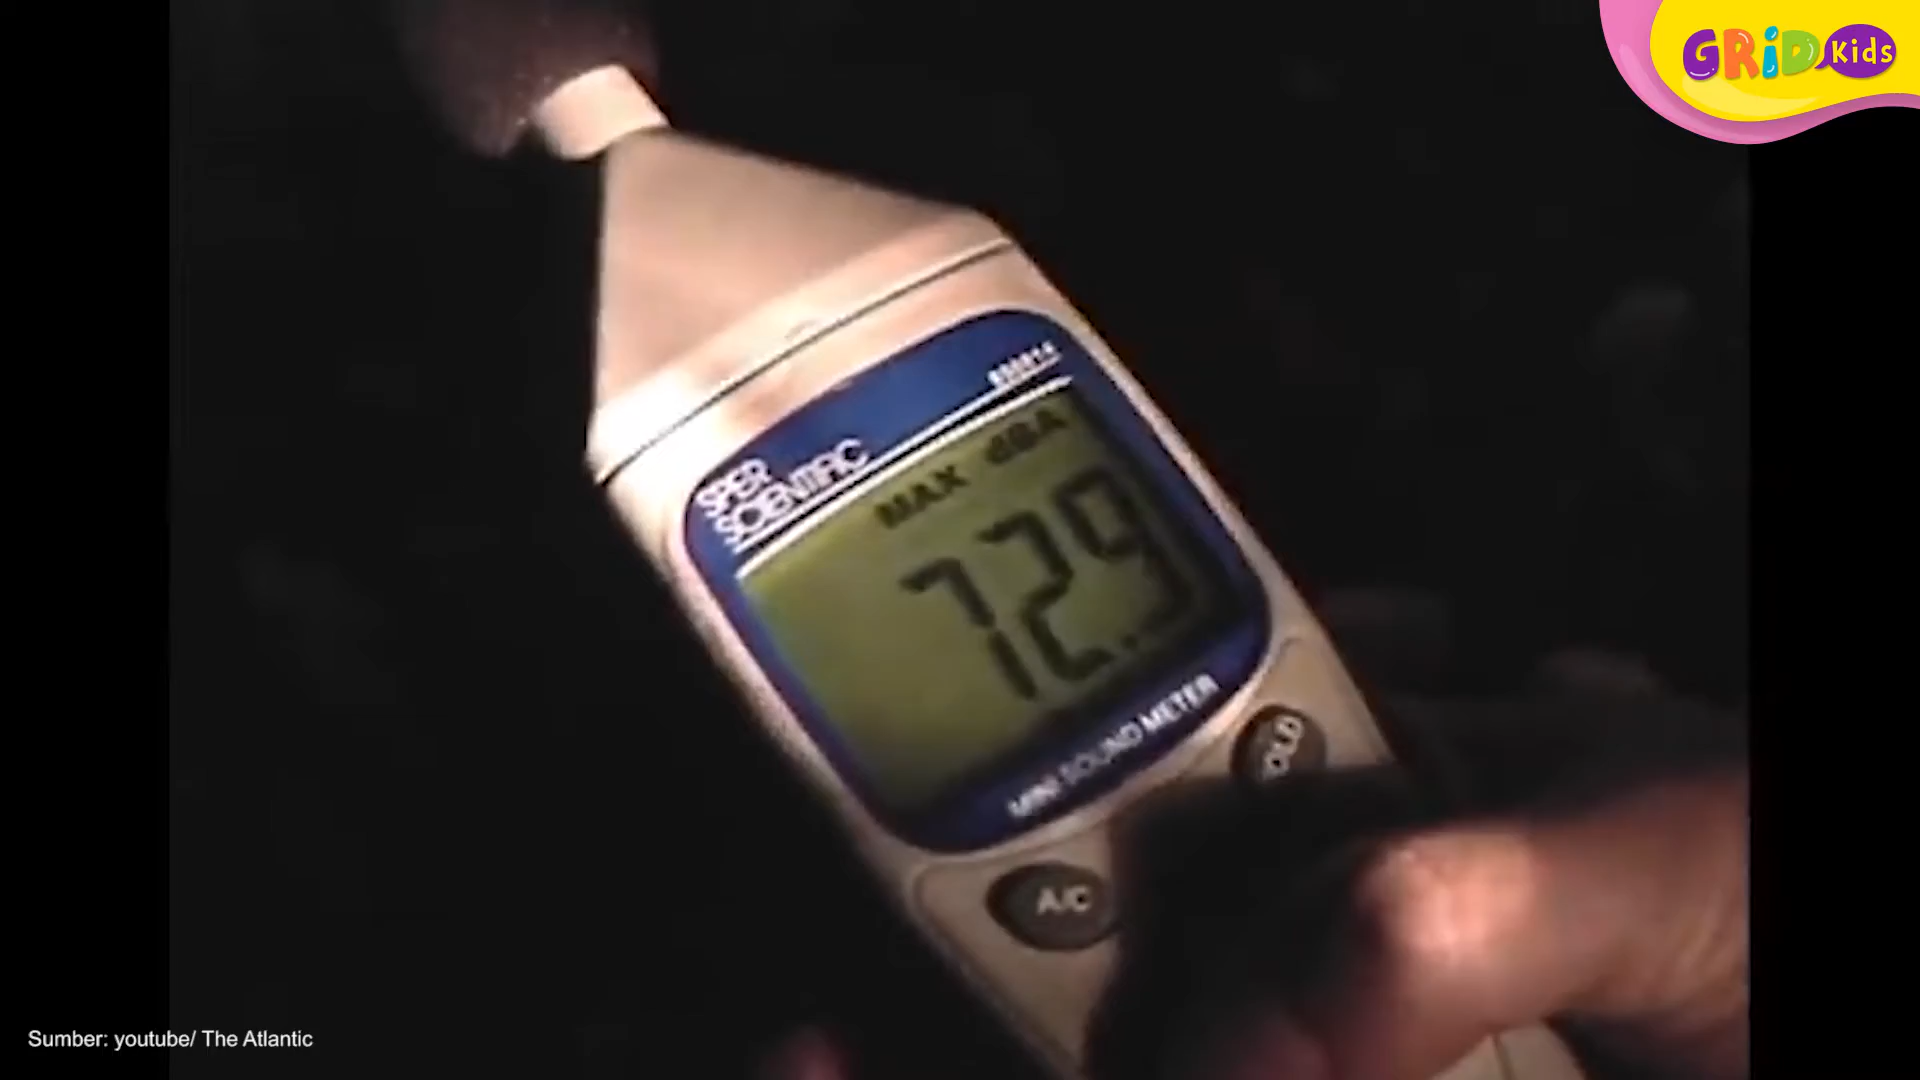 GRiD Kids
SPER
SCIENTIFIC
MAX dBA
72.9
MINI SOUND METER
A/C
Sumber: youtube/ The Atlantic